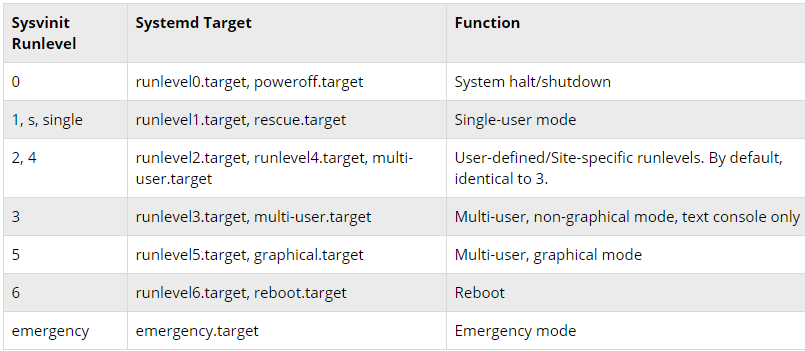 Sysvinit Runlevel Systemd Target Function
0 runlevel0.target, poweroff.target System halt/shutdown
1, s, single runlevel1.target, rescue.target Single-user mode
2, 4 runlevel2.target, runlevel4.target, multi-user.target User-defined/Site-specific runlevels. By default, identical to 3.
3 runlevel3.target, multi-user.target Multi-user, non-graphical mode, text console only
5 runlevel5.target, graphical.target Multi-user, graphical mode
6 runlevel6.target, reboot.target Reboot
emergency emergency.target Emergency mode